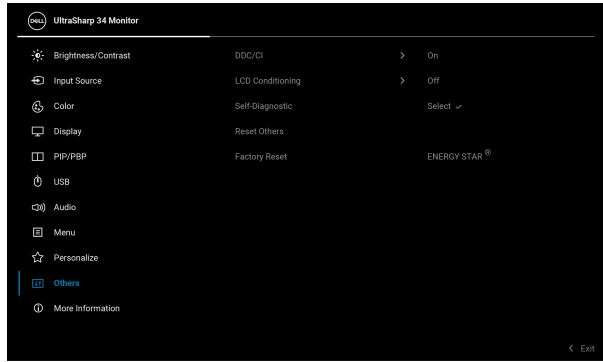 DELL UltraSharp 34 Monitor
Brightness/Contrast DDC/CI > On
Input Source LCD Conditioning > Off
Color Self-Diagnostic Select ✓
Display Reset Others
PIP/PBP Factory Reset ENERGY STAR®
USB
Audio
Menu
Personalize
Others
More Information
< Exit